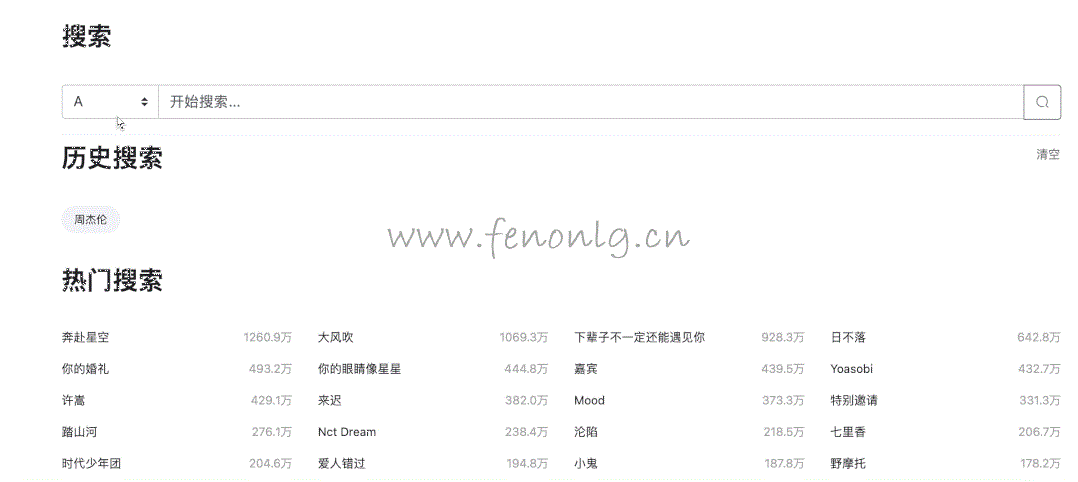 搜索
A 开始搜索...
历史搜索 清空
周杰伦
www.fenonlg.cn
热门搜索
奔赴星空 1260.9万 大风吹 1069.3万 下辈子不一定还能遇见你 928.3万 日不落 642.8万
你的婚礼 493.2万 你的眼睛像星星 444.8万 嘉宾 439.5万 Yoasobi 432.7万
许嵩 429.1万 来迟 382.0万 Mood 373.3万 特别邀请 331.3万
踏山河 276.1万 Nct Dream 238.4万 沦陷 218.5万 七里香 206.7万
时代少年团 204.6万 爱人错过 194.8万 小鬼 187.8万 野摩托 178.2万